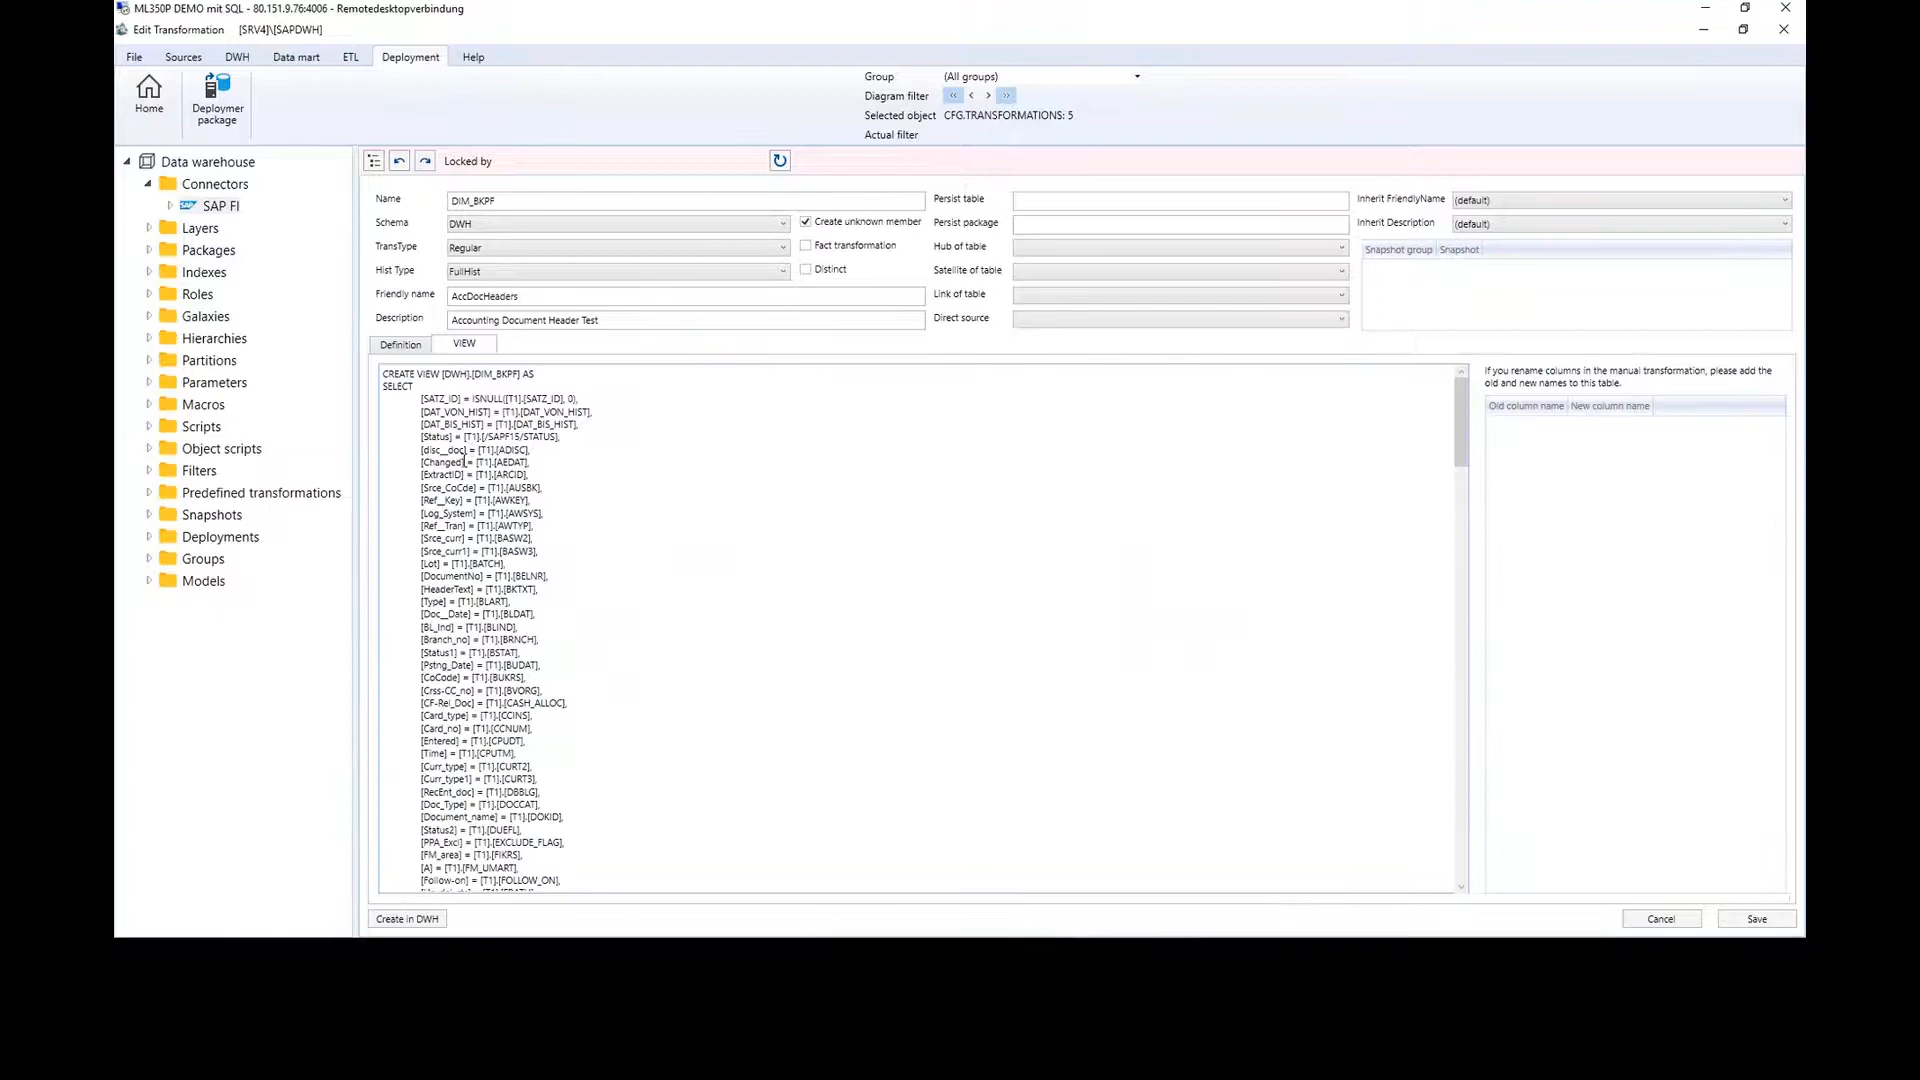 ML350P DEMO mit SQL - 80.151.9.76:4006 - Remotedesktopverbindung
Edit Transformation [SRV4]\[SAPDWH]
File Sources DWH Data mart ETL Deployment Help
Home
Deploymer package
Group (All groups)
Diagram filter
Selected object CFG.TRANSFORMATIONS: 5
Actual filter
Data warehouse
Connectors
SAP FI
Layers
Packages
Indexes
Roles
Galaxies
Hierarchies
Partitions
Parameters
Macros
Scripts
Object scripts
Filters
Predefined transformations
Snapshots
Deployments
Groups
Models
Locked by
Name DIM_BKPF
Schema DWH
TransType Regular
Hist Type FullHist
Friendly name AccDocHeaders
Description Accounting Document Header Test
Create unknown member
Fact transformation
Distinct
Persist table
Persist package
Hub of table
Satellite of table
Link of table
Direct source
Inherit FriendlyName (default)
Inherit Description (default)
Snapshot group Snapshot
Definition VIEW
CREATE VIEW [DWH].[DIM_BKPF] AS
SELECT
[SATZ_ID] = ISNULL([T1].[SATZ_ID], 0),
[DAT_VON_HIST] = [T1].[DAT_VON_HIST],
[DAT_BIS_HIST] = [T1].[DAT_BIS_HIST],
[Status] = [T1].[/SAPF15/STATUS],
[disc__doc] = [T1].[ADISC],
[Changed] = [T1].[AEDAT],
[ExtractID] = [T1].[ARCID],
[Srce_CoCde] = [T1].[AUSBK],
[Ref__Key] = [T1].[AWKEY],
[Log_System] = [T1].[AWSYS],
[Ref__Tran] = [T1].[AWTYP],
[Srce_curr] = [T1].[BASW2],
[Srce_curr1] = [T1].[BASW3],
[Lot] = [T1].[BATCH],
[DocumentNo] = [T1].[BELNR],
[HeaderText] = [T1].[BKTXT],
[Type] = [T1].[BLART],
[Doc__Date] = [T1].[BLDAT],
[BL_Ind] = [T1].[BLIND],
[Branch_no] = [T1].[BRNCH],
[Status1] = [T1].[BSTAT],
[Pstng_Date] = [T1].[BUDAT],
[CoCode] = [T1].[BUKRS],
[Crss-CC_no] = [T1].[BVORG],
[CF-Rel_Doc] = [T1].[CASH_ALLOC],
[Card_type] = [T1].[CCINS],
[Card_no] = [T1].[CCNUM],
[Entered] = [T1].[CPUDT],
[Time] = [T1].[CPUTM],
[Curr_type] = [T1].[CURT2],
[Curr_type1] = [T1].[CURT3],
[RecEnt_doc] = [T1].[DBBLG],
[Doc_Type] = [T1].[DOCCAT],
[Document_name] = [T1].[DOKID],
[Status2] = [T1].[DUEFL],
[PPA_Excl] = [T1].[EXCLUDE_FLAG],
[FM_area] = [T1].[FIKRS],
[A] = [T1].[FM_UMART],
[Follow-on] = [T1].[FOLLOW_ON],
If you rename columns in the manual transformation, please add the
old and new names to this table.
Old column name New column name
Create in DWH
Cancel
Save